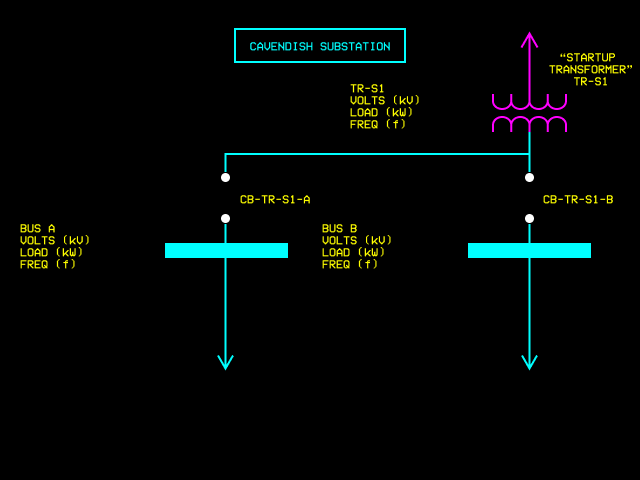 CAVENDISH SUBSTATION
“STARTUP
TRANSFORMER”
TR-S1
TR-S1
VOLTS (kV)
LOAD (kW)
FREQ (f)
CB-TR-S1-A
CB-TR-S1-B
BUS A
VOLTS (kV)
LOAD (kW)
FREQ (f)
BUS B
VOLTS (kV)
LOAD (kW)
FREQ (f)